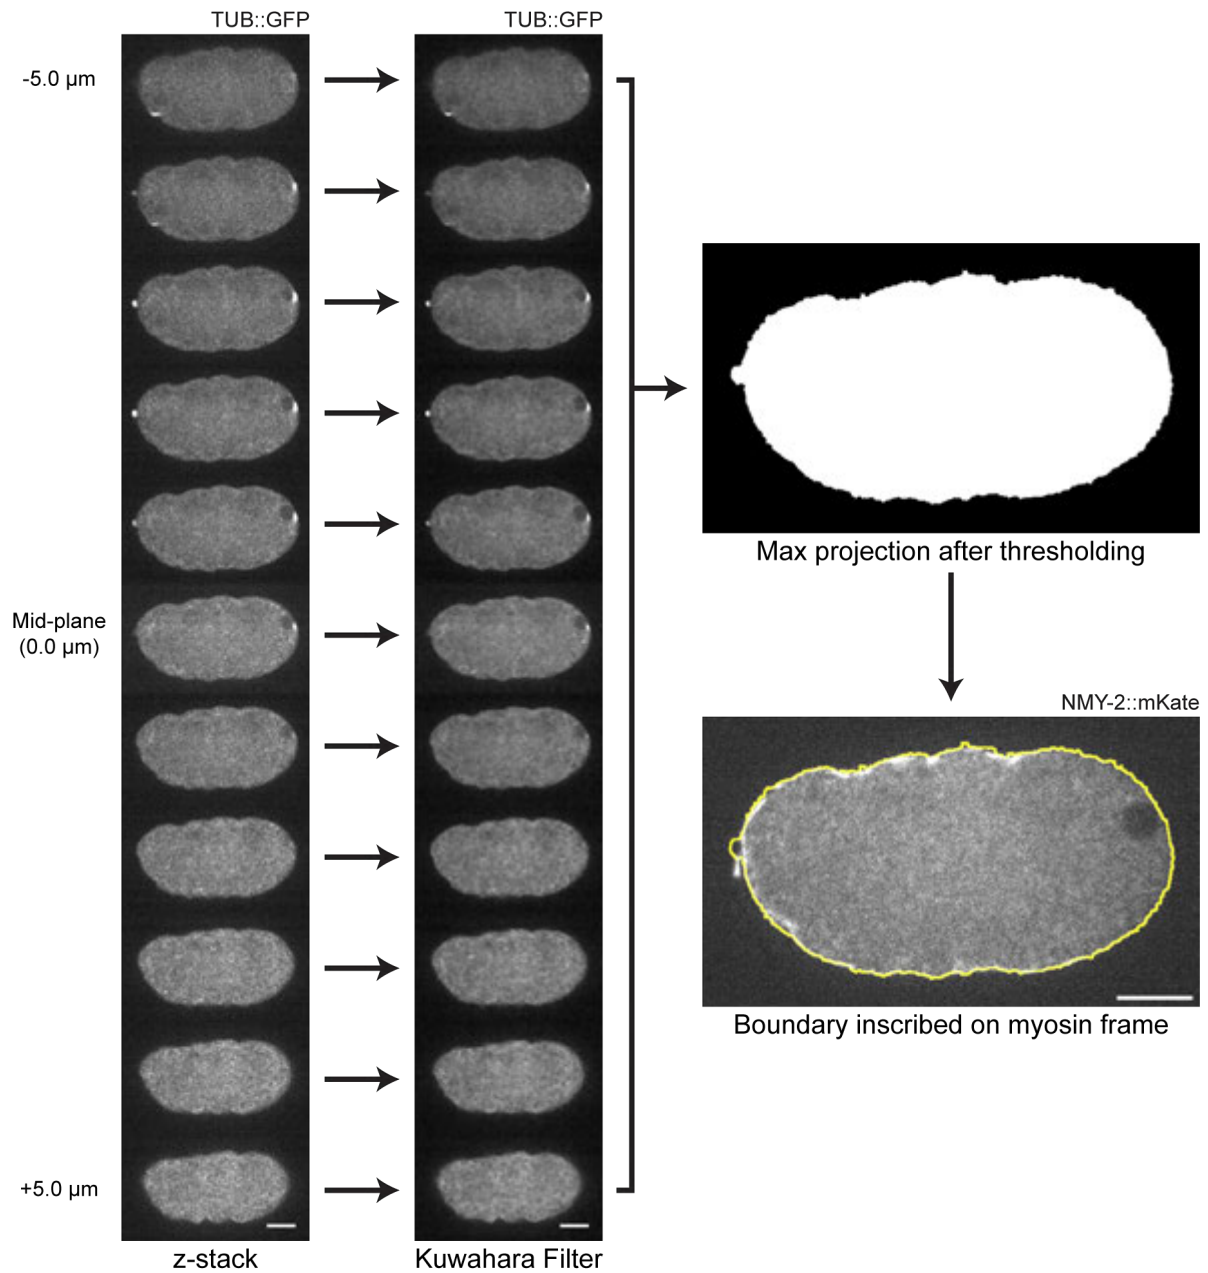 TUB::GFP
TUB::GFP
-5.0 µm
Max projection after thresholding
Mid-plane
(0.0 µm)
NMY-2::mKate
Boundary inscribed on myosin frame
+5.0 µm
z-stack
Kuwahara Filter